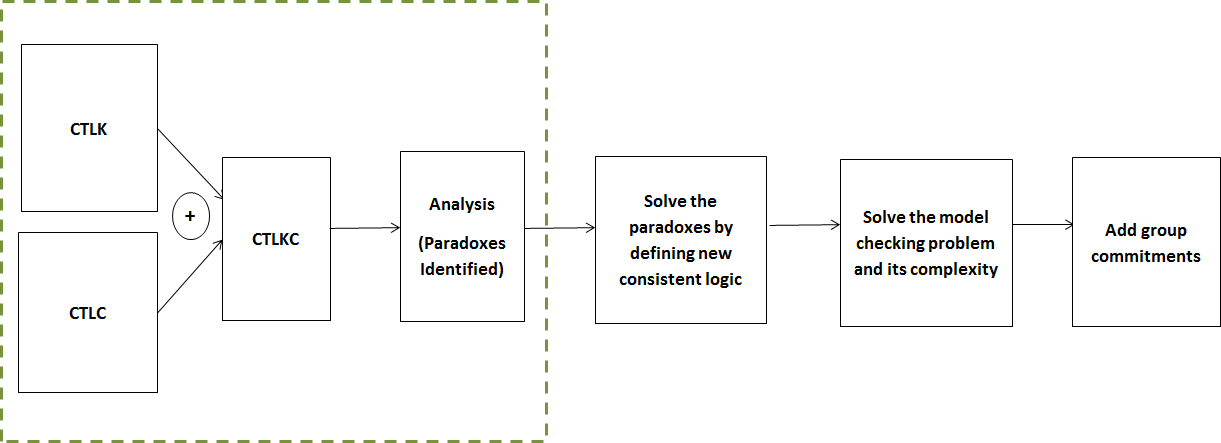 CTLK
+
CTLC
CTLKC
Analysis
(Paradoxes
Identified)
Solve the
paradoxes by
defining new
consistent logic
Solve the model
checking problem
and its complexity
Add group
commitments